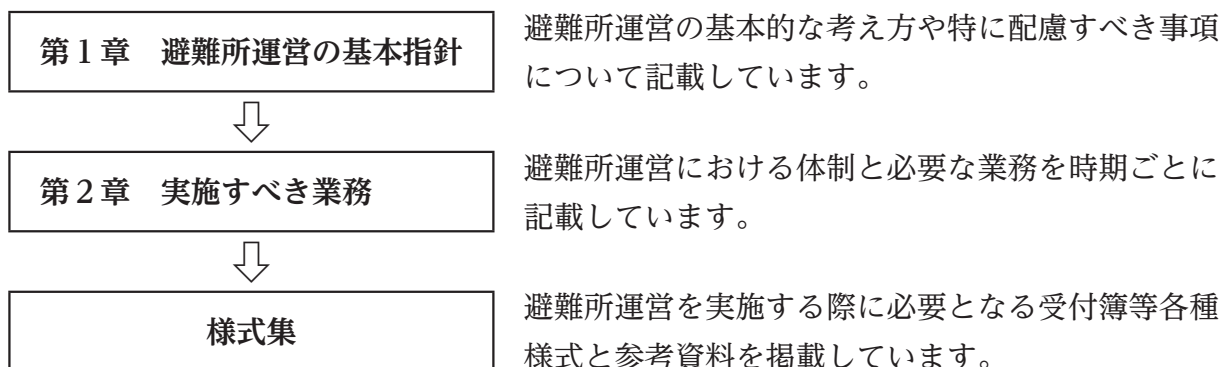 第1章　避難所運営の基本指針
避難所運営の基本的な考え方や特に配慮すべき事項
について記載しています。
第2章　実施すべき業務
避難所運営における体制と必要な業務を時期ごとに
記載しています。
様式集
避難所運営を実施する際に必要となる受付簿等各種
様式と参考資料を掲載しています。